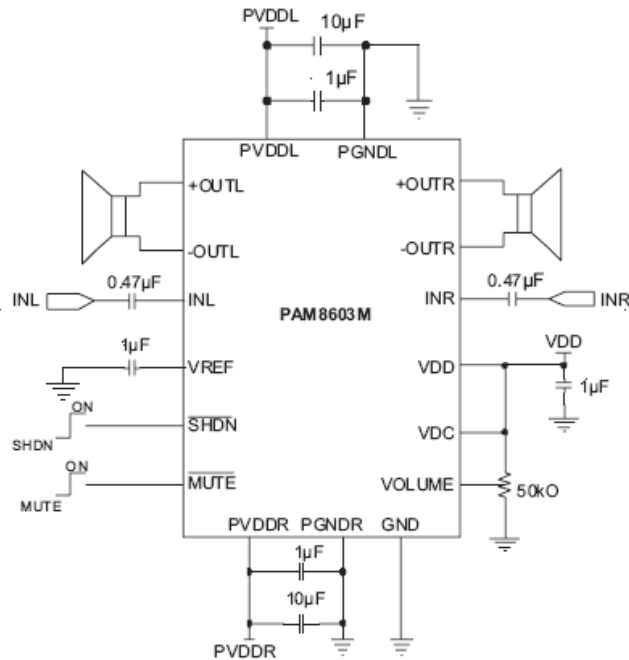 PVDDL
10µF
1µF
PVDDL PGNDL
+OUTL +OUTR
-OUTL -OUTR
INL 0.47µF INL INR 0.47µF INR
PAM8603M
1µF VREF VDD VDD
1µF
ON
SHDN SHDN VDC
ON
MUTE MUTE VOLUME 50kO
PVDDR PGNDR GND
1µF
10µF
PVDDR